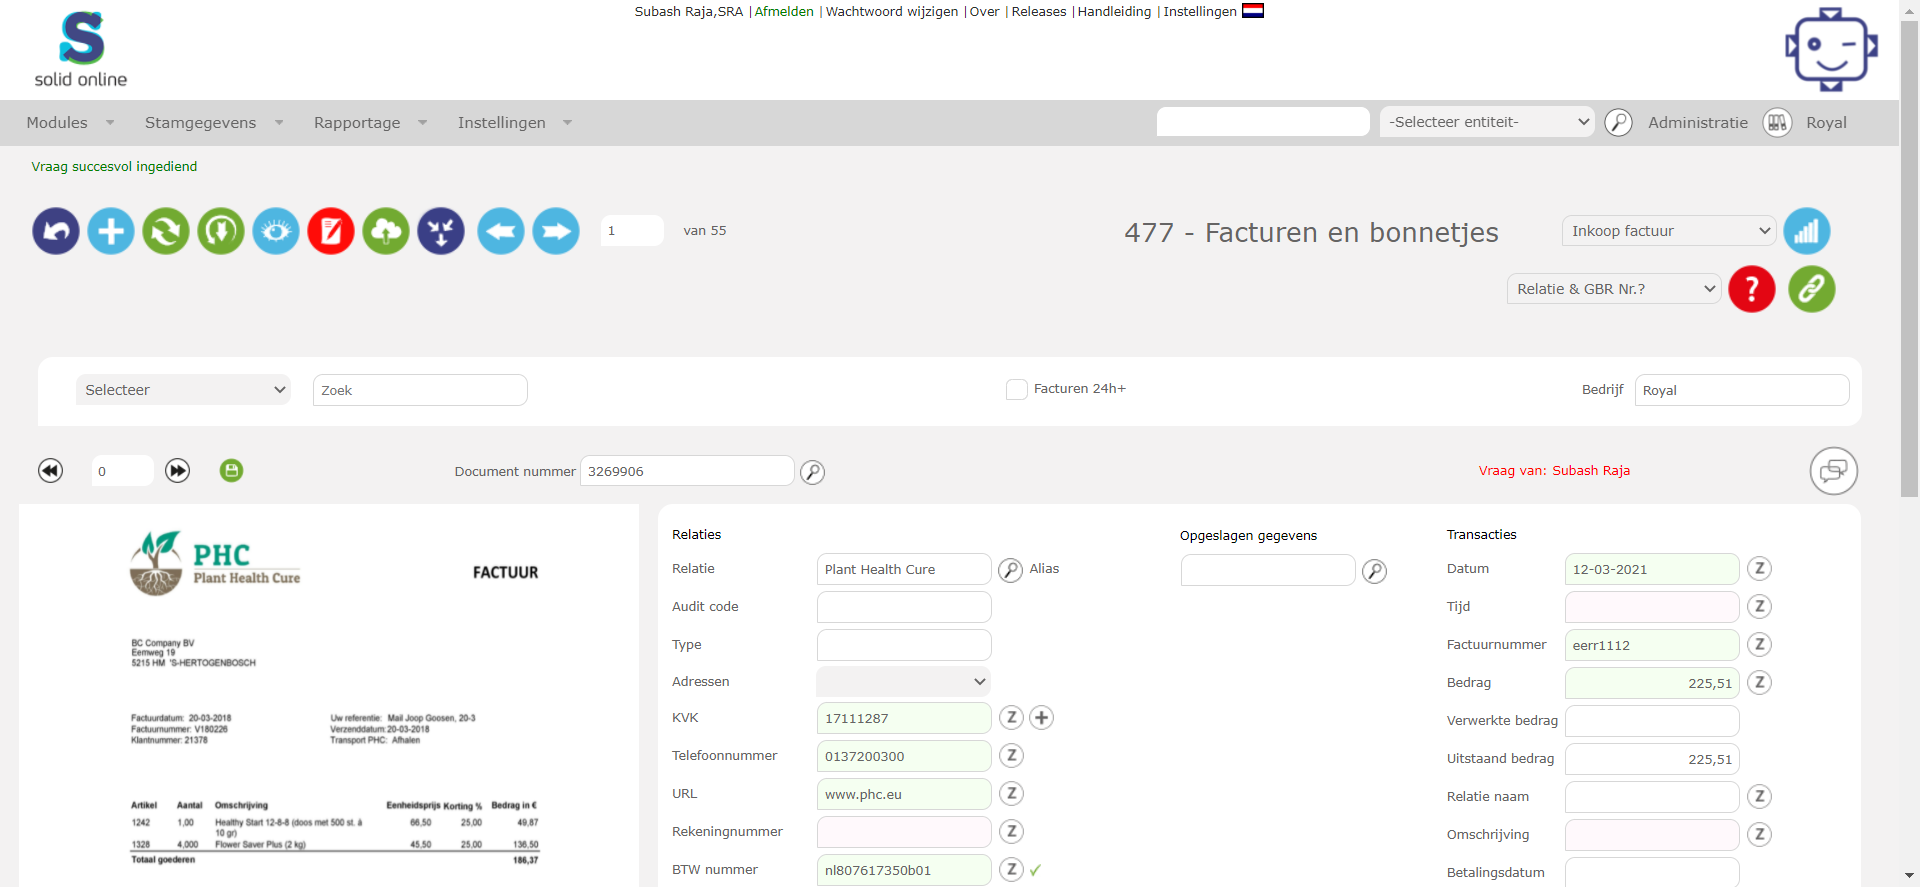 Subash Raja,SRA |Afmelden |Wachtwoord wijzigen |Over |Releases |Handleiding |Instellingen
solid online
Modules Stamgegevens Rapportage Instellingen -Selecteer entiteit- Administratie Royal
Vraag succesvol ingediend
1 van 55 477 - Facturen en bonnetjes Inkoop factuur
Relatie & GBR Nr.? ?
Selecteer Zoek Facturen 24h+ Bedrijf Royal
0 Document nummer 3269906 Vraag van: Subash Raja
PHC
Plant Health Cure
FACTUUR
BC Company BV
Eemweg 19
5215 HM 'S-HERTOGENBOSCH
Factuurdatum: 20-03-2018 Uw referentie: Mail Joop Goosen, 20-3
Factuurnummer: V180226 Verzenddatum:20-03-2018
Klantnummer: 21378 Transport PHC: Afhalen
Artikel Aantal Omschrijving Eenheidsprijs Korting % Bedrag in €
1242 1,00 Healthy Start 12-8-8 (doos met 500 st. à 66,50 25,00 49,87
10 gr)
1328 4,000 Flower Saver Plus (2 kg) 45,50 25,00 136,50
Totaal goederen 186,37
Relaties
Relatie Plant Health Cure Alias
Audit code
Type
Adressen
KVK 17111287 Z
Telefoonnummer 0137200300 Z
URL www.phc.eu Z
Rekeningnummer Z
BTW nummer nl807617350b01 Z
Opgeslagen gegevens
Transacties
Datum 12-03-2021 Z
Tijd Z
Factuurnummer eerr1112 Z
Bedrag 225,51 Z
Verwerkte bedrag
Uitstaand bedrag 225,51
Relatie naam Z
Omschrijving Z
Betalingsdatum